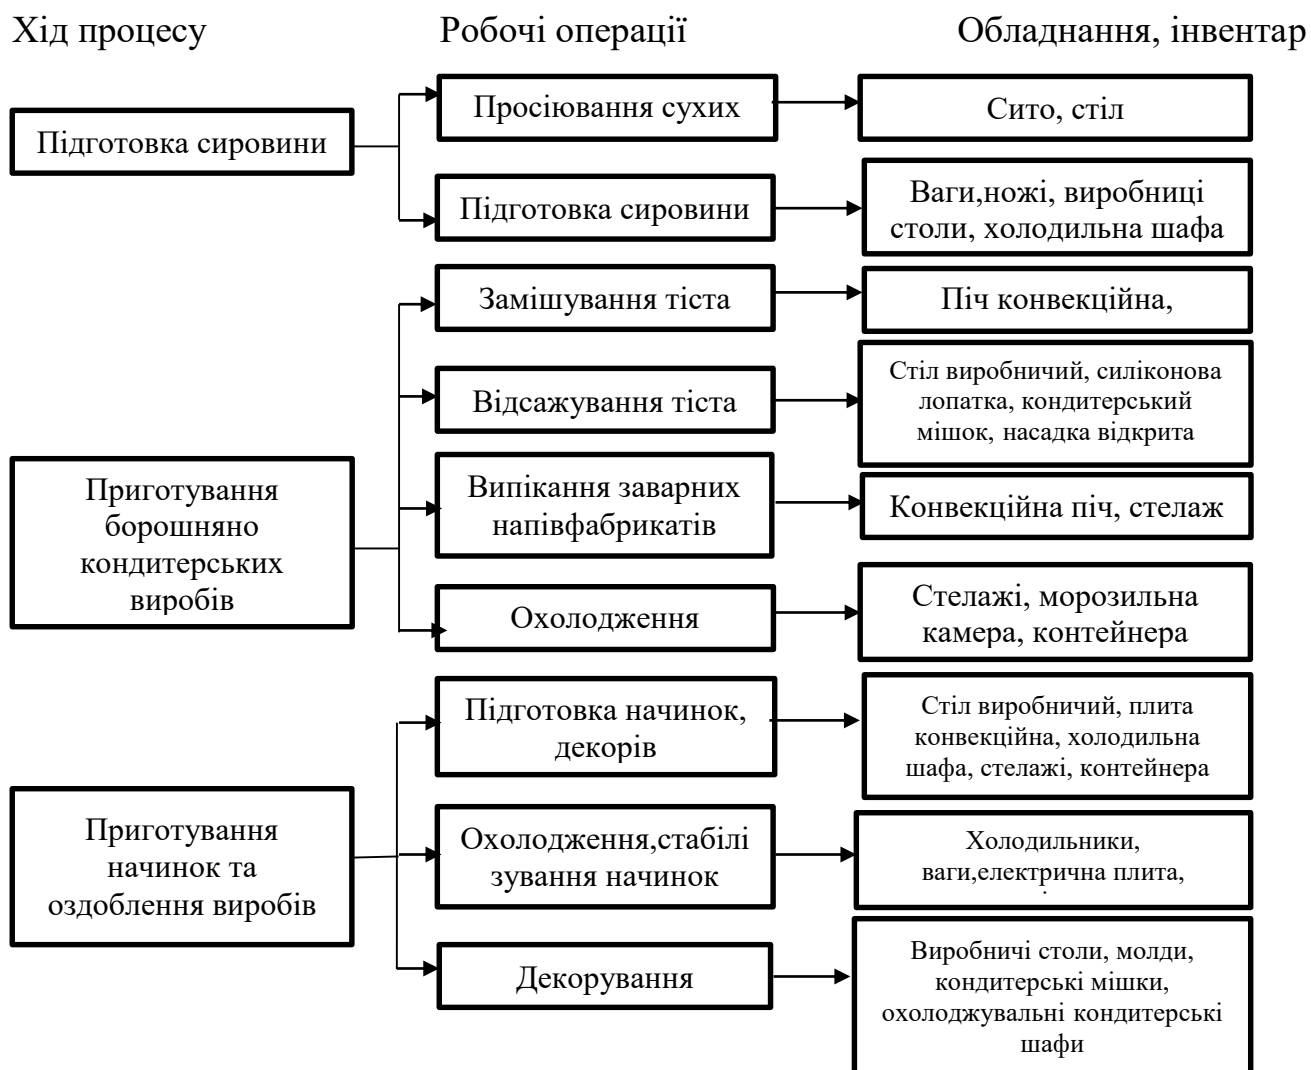 Хід процесу
Робочі операції
Обладнання, інвентар
Підготовка сировини
Просіювання сухих
Сито, стіл
Підготовка сировини
Ваги,ножі, виробниці
столи, холодильна шафа
Приготування
борошняно
кондитерських
виробів
Замішування тіста
Піч конвекційна,
Відсажування тіста
Стіл виробничий, силіконова
лопатка, кондитерський
мішок, насадка відкрита
Випікання заварних
напівфабрикатів
Конвекційна піч, стелаж
Охолодження
Стелажі, морозильна
камера, контейнера
Приготування
начинок та
оздоблення виробів
Підготовка начинок,
декорів
Стіл виробничий, плита
конвекційна, холодильна
шафа, стелажі, контейнера
Охолодження,стабілі
зування начинок
Холодильники,
ваги,електрична плита,
Декорування
Виробничі столи, молди,
кондитерські мішки,
охолоджувальні кондитерські
шафи